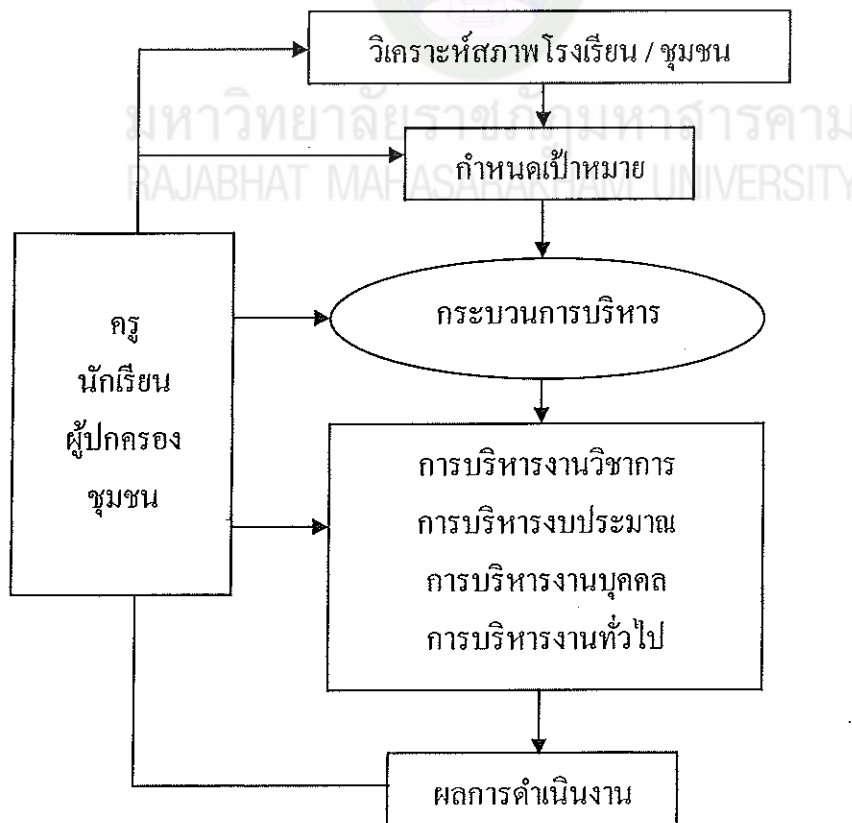 วิเคราะห์สภาพโรงเรียน / ชุมชน
มหาวิทยาลัยราชภัฏมหาสารคาม
RAJABHAT MAHASARAKHAM UNIVERSITY
กำหนดเป้าหมาย
กระบวนการบริหาร
ครู
นักเรียน
ผู้ปกครอง
ชุมชน
การบริหารงานวิชาการ
การบริหารงบประมาณ
การบริหารงานบุคคล
การบริหารงานทั่วไป
ผลการดำเนินงาน